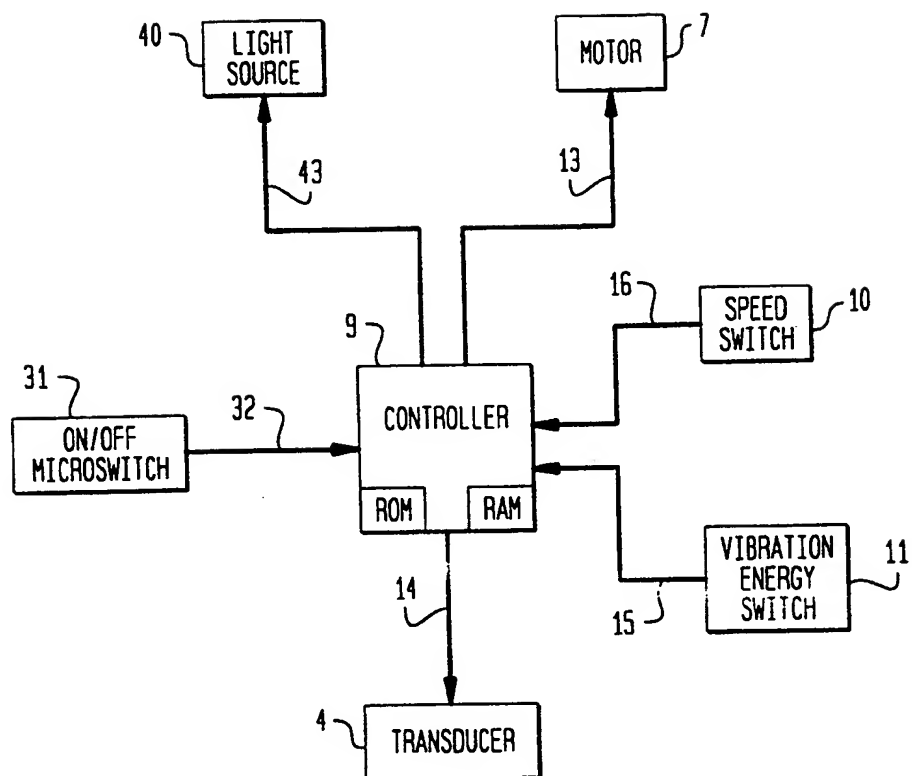 40
LIGHT
SOURCE
MOTOR
7
43
13
16
SPEED
SWITCH
10
9
31
ON/OFF
MICROSWITCH
32
CONTROLLER
ROM
RAM
VIBRATION
ENERGY
SWITCH
11
15
14
4
TRANSDUCER